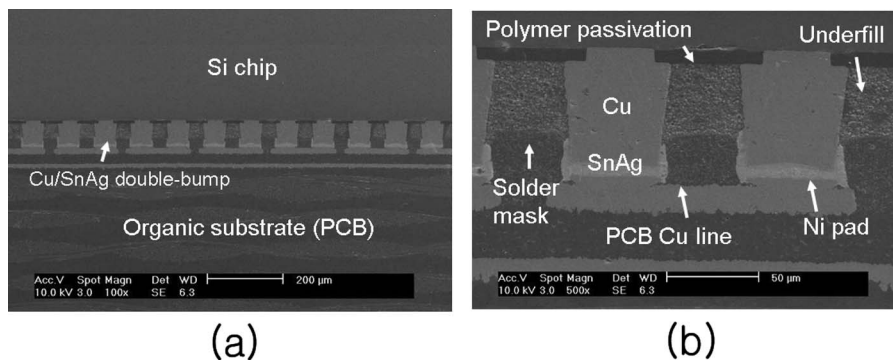 Si chip
Cu/SnAg double-bump
Organic substrate (PCB)
Acc.V Spot Magn Det WD 200 μm
10.0 kV 3.0 100x SE 6.3
(a)
Polymer passivation
Underfill
Cu
SnAg
Solder
mask
Ni pad
PCB Cu line
Acc.V Spot Magn Det WD 50 μm
10.0 kV 3.0 500x SE 6.3
(b)